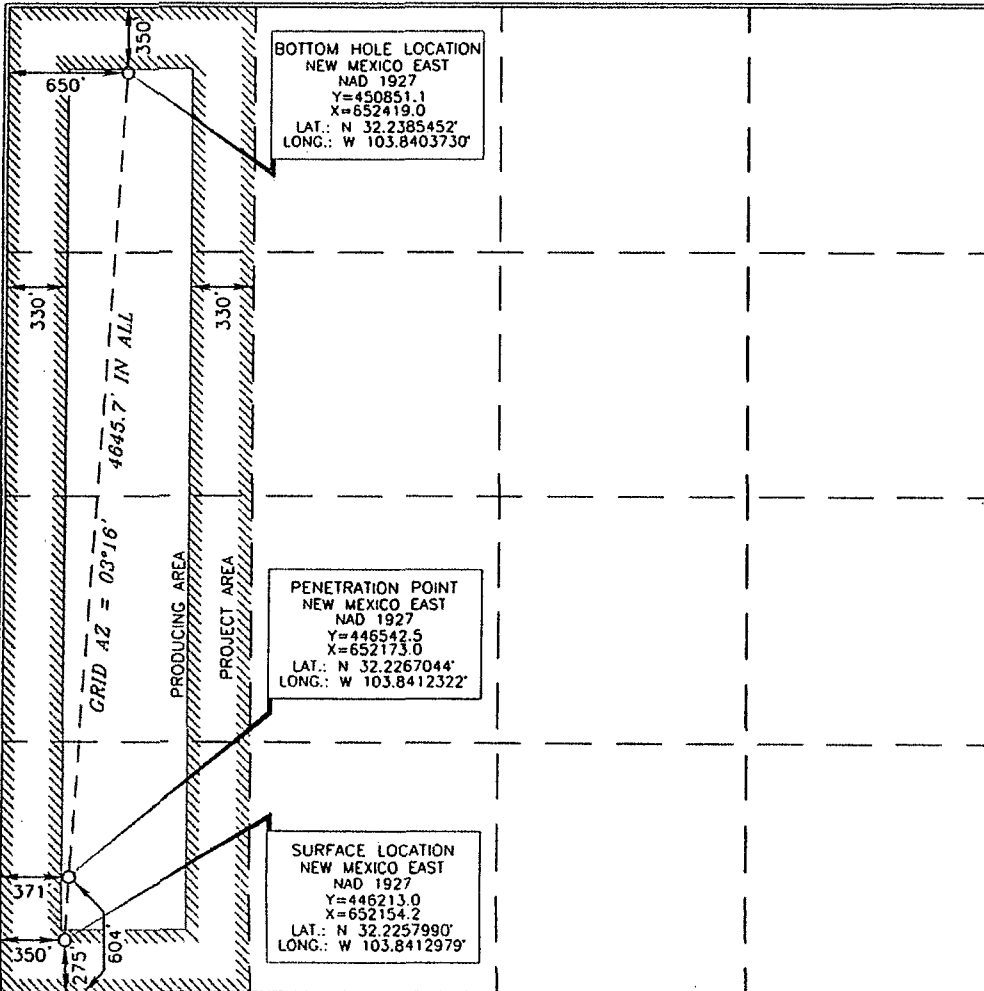 350'
650'
BOTTOM HOLE LOCATION
NEW MEXICO EAST
NAD 1927
Y=450851.1
X=652419.0
LAT.: N 32.2385452°
LONG.: W 103.8403730°
330'
330'
GRID AZ = 03°16' 4645.7' IN ALL
PRODUCING AREA
PROJECT AREA
PENETRATION POINT
NEW MEXICO EAST
NAD 1927
Y=446542.5
X=652173.0
LAT.: N 32.2267044°
LONG.: W 103.8412322°
SURFACE LOCATION
NEW MEXICO EAST
NAD 1927
Y=446213.0
X=652154.2
LAT.: N 32.2257990°
LONG.: W 103.8412979°
371
350'
275'
604'